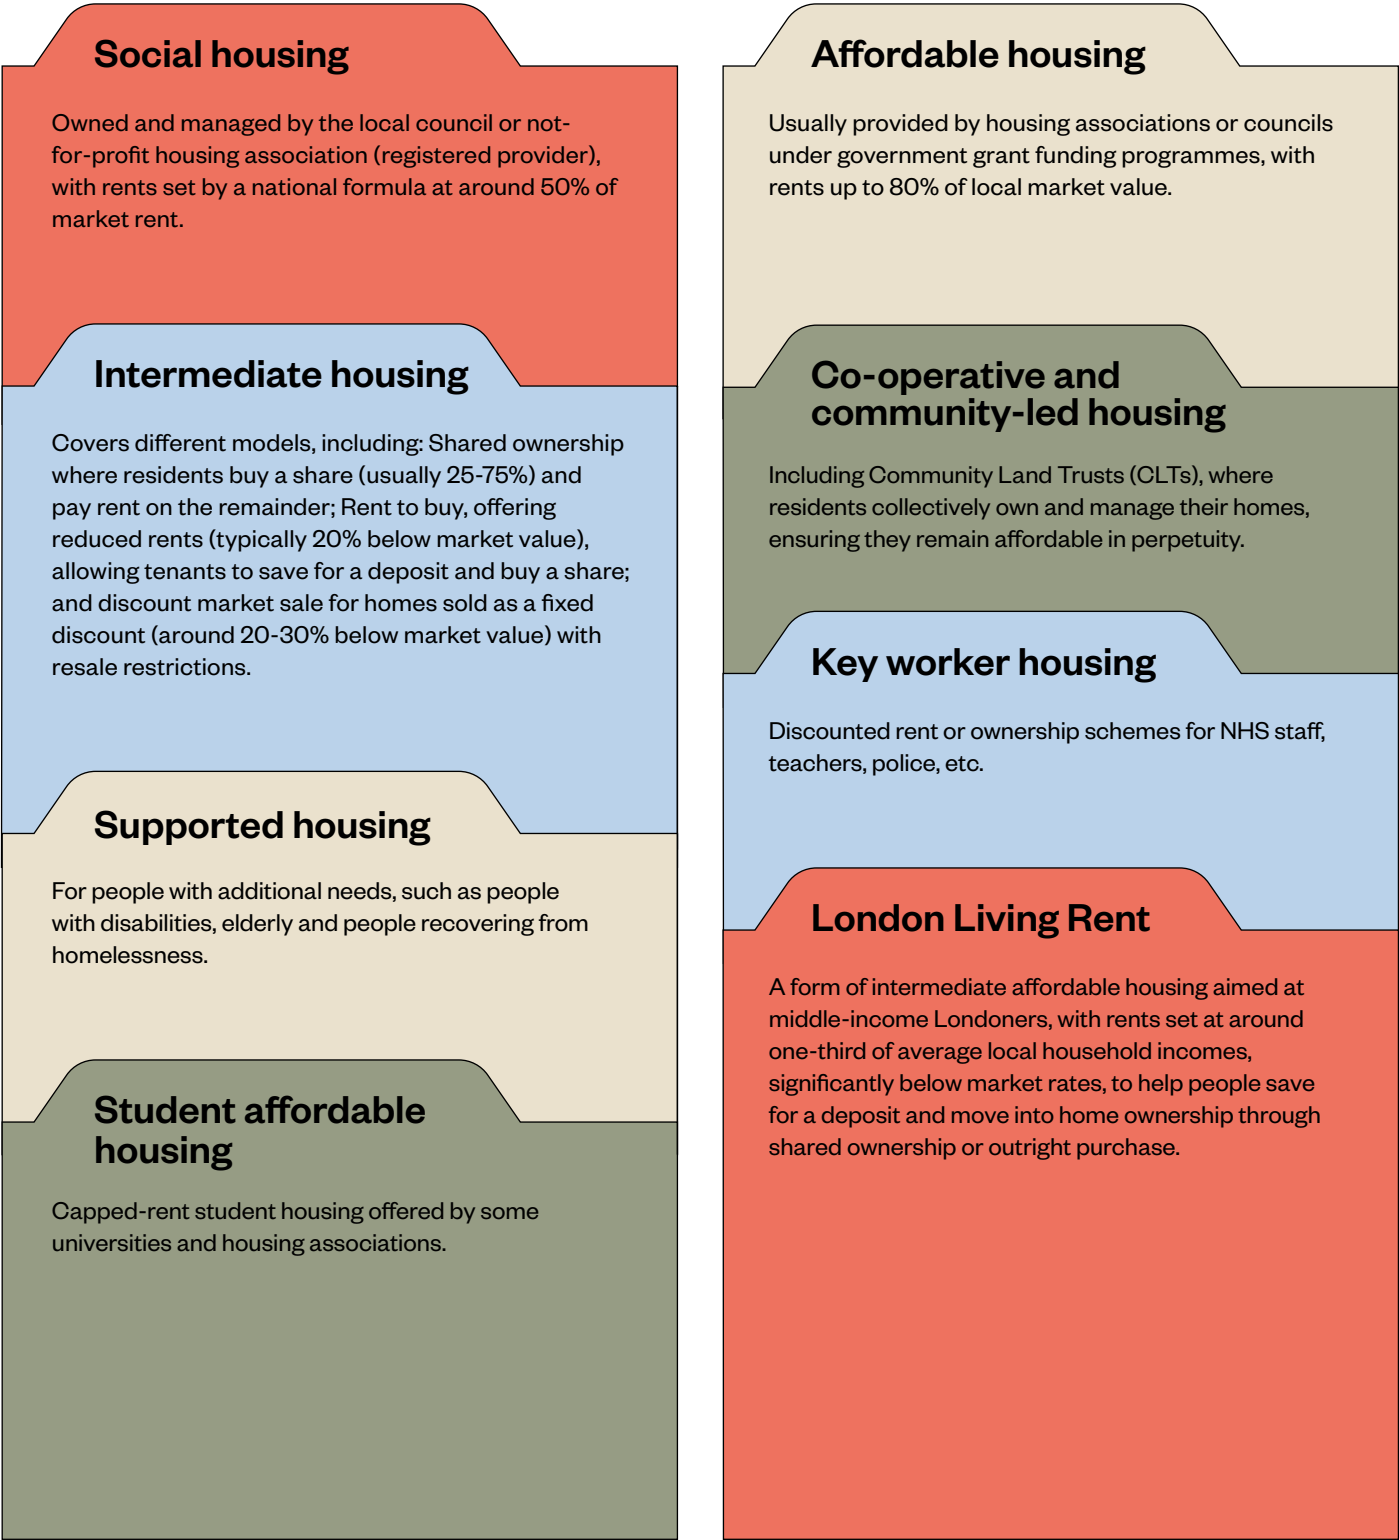 Social housing
Owned and managed by the local council or not-
for-profit housing association (registered provider),
with rents set by a national formula at around 50% of
market rent.
Intermediate housing
Covers different models, including: Shared ownership
where residents buy a share (usually 25-75%) and
pay rent on the remainder; Rent to buy, offering
reduced rents (typically 20% below market value),
allowing tenants to save for a deposit and buy a share;
and discount market sale for homes sold as a fixed
discount (around 20-30% below market value) with
resale restrictions.
Supported housing
For people with additional needs, such as people
with disabilities, elderly and people recovering from
homelessness.
Student affordable
housing
Capped-rent student housing offered by some
universities and housing associations.
Affordable housing
Usually provided by housing associations or councils
under government grant funding programmes, with
rents up to 80% of local market value.
Co-operative and
community-led housing
Including Community Land Trusts (CLTs), where
residents collectively own and manage their homes,
ensuring they remain affordable in perpetuity.
Key worker housing
Discounted rent or ownership schemes for NHS staff,
teachers, police, etc.
London Living Rent
A form of intermediate affordable housing aimed at
middle-income Londoners, with rents set at around
one-third of average local household incomes,
significantly below market rates, to help people save
for a deposit and move into home ownership through
shared ownership or outright purchase.